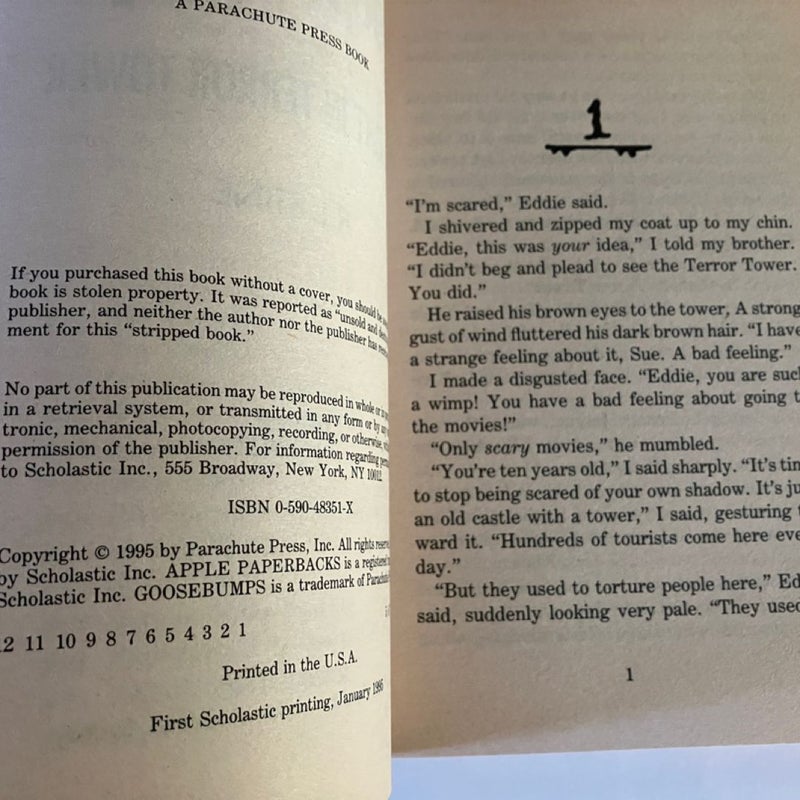 A PARACHUTE PRESS BOOK
If you purchased this book without a cover, you should be
book is stolen property. It was reported as "unsold and
publisher, and neither the author nor the publisher has
ment for this "stripped book."
No part of this publication may be reproduced in whole or in
in a retrieval system, or transmitted in any form or by
tronic, mechanical, photocopying, recording, or otherwise,
permission of the publisher. For information regarding
to Scholastic Inc., 555 Broadway, New York, NY 10012
ISBN 0-590-48351-X
Copyright © 1995 by Parachute Press, Inc. All rights
by Scholastic Inc. APPLE PAPERBACKS is a
Scholastic Inc. GOOSEBUMPS is a trademark of
12 11 10 9 8 7 6 5 4 3 2 1
Printed in the U.S.A.
First Scholastic printing, January 1995
1
"I'm scared," Eddie said.
I shivered and zipped my coat up to my chin.
"Eddie, this was your idea," I told my brother.
"I didn't beg and plead to see the Terror Tower.
You did."
He raised his brown eyes to the tower, A strong
gust of wind fluttered his dark brown hair. "I have
a strange feeling about it, Sue. A bad feeling."
I made a disgusted face. "Eddie, you are suc
a wimp! You have a bad feeling about going t
the movies!"
"Only scary movies," he mumbled.
"You're ten years old," I said sharply. "It's tim
to stop being scared of your own shadow. It's ju
an old castle with a tower," I said, gesturing t
ward it. "Hundreds of tourists come here eve
day."
"But they used to torture people here," Ed
said, suddenly looking very pale. "They used
1